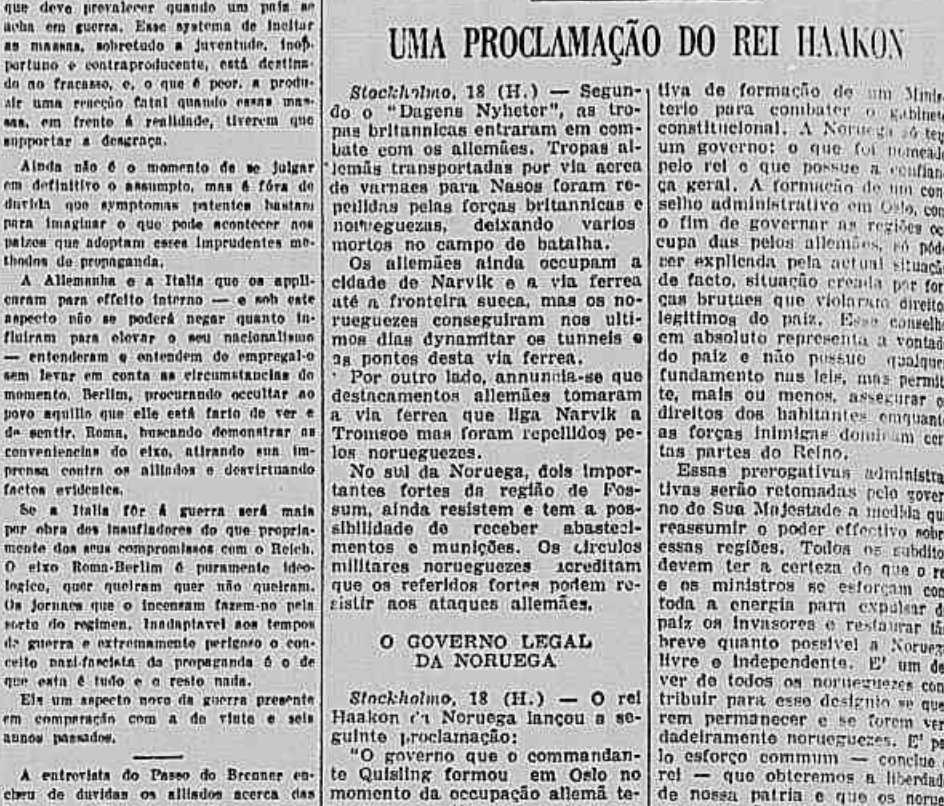 que deve prevalecer quando um paiz se
acha em guerra. Esse systema de incitar
as massas, sobretudo a juventude, inop-
portuno e contraproducente, está destina-
do ao fracasso, e, o que é peor, a produ-
zir uma reacção fatal quando essas mas-
sas, em frente á realidade, tiverem que
supportar a desgraça.
Ainda não é o momento de se julgar
em definitivo o assumpto, mas é fóra de
duvida que symptomas patentes bastam
para imaginar o que pode acontecer aos
paizes que adoptam esses imprudentes me-
thodos de propaganda.
A Allemanha e a Italia que os appli-
caram para effeito interno — e sob este
aspecto não se poderá negar quanto in-
fluiram para elevar o seu nacionalismo
— entenderam e entendem de empregal-o
sem levar em conta as circumstancias do
momento. Berlim, procurando occultar ao
povo aquillo que elle está farto de ver e
de sentir. Roma, buscando demonstrar as
conveniencias do eixo, atirando sua im-
prensa contra os alliados e desvirtuando
factos evidentes.
Se a Italia fôr á guerra será mais
por obra dos insufladores do que propria-
mente dos seus compromissos com o Reich.
O eixo Roma-Berlim é puramente ideo-
logico, quer queiram quer não queiram.
Os jornaes que o incensam fazem-no pela
sorte do regimen. Inadaptavel aos tempos
de guerra e extremamente perigoso o con-
ceito nazi-fascista da propaganda é o de
que esta é tudo e o resto nada.
Eis um aspecto novo da guerra presente
em comparação com a de vinte e seis
annos passados.
A entrevista do Passo do Brenner en-
cheu de duvidas os alliados acerca das
UMA PROCLAMAÇÃO DO REI HAAKON
Stockholmo, 18 (H.) — Segun-
do o "Dagens Nyheter", as tro-
pas britannicas entraram em com-
bate com os allemães. Tropas al-
lemãs transportadas por via aerea
de varnaes para Nasos foram re-
pellidas pelas forças britannicas e
norueguezas, deixando varios
mortos no campo de batalha.
Os allemães ainda occupam a
cidade de Narvik e a via ferrea
até a fronteira sueca, mas os no-
rueguezes conseguiram nos ulti-
mos dias dynamitar os tunneis e
as pontes desta via ferrea.
Por outro lado, annuncia-se que
destacamentos allemães tomaram
a via ferrea que liga Narvik a
Tromsoe mas foram repellidos pe-
los norueguezes.
No sul da Noruega, dois impor-
tantes fortes da região de Fos-
sum, ainda resistem e tem a pos-
sibilidade de receber abasteci-
mentos e munições. Os circulos
militares norueguezes acreditam
que os referidos fortes podem re-
sistir aos ataques allemães.
O GOVERNO LEGAL
DA NORUEGA
Stockholmo, 18 (H.) — O rei
Haakon da Noruega lançou a se-
guinte proclamação:
"O governo que o commandan-
te Quisling formou em Oslo no
momento da occupação allemã te-
tiva de formação de um Minis-
terio para combater o gabinete
constitucional. A Noruega só tem
um governo: o que foi nomeado
pelo rei e que possue a confian-
ça geral. A formação de um con-
selho administrativo em Oslo, com
o fim de governar as regiões oc-
cupa das pelos allemães, só póde
ser explicada pela actual situação
de facto, situação creada por for-
ças brutaes que violaram direitos
legitimos do paiz. Esse conselho
em absoluto representa a vontade
do paiz e não possue qualquer
fundamento nas leis, mas permit-
te, mais ou menos, assegurar os
direitos dos habitantes emquanto
as forças inimigas dominam cer-
tas partes do Reino.
Essas prerogativas administra-
tivas serão retomadas pelo gover-
no de Sua Majestade a medida que
reassumir o poder effectivo sobre
essas regiões. Todos os subditos
devem ter a certeza de que o rei
e os ministros se esforçam com
toda a energia para expulsar do
paiz os invasores e restaurar tão
breve quanto possivel a Noruega
livre e independente. E' um de-
ver de todos os norueguezes con-
tribuir para esse designio se que-
rem permanecer e se forem ver-
dadeiramente norueguezes. E' pe-
lo esforço commum — conclue o
rei — que obteremos a liberdade
de nossa patria e que os nomes